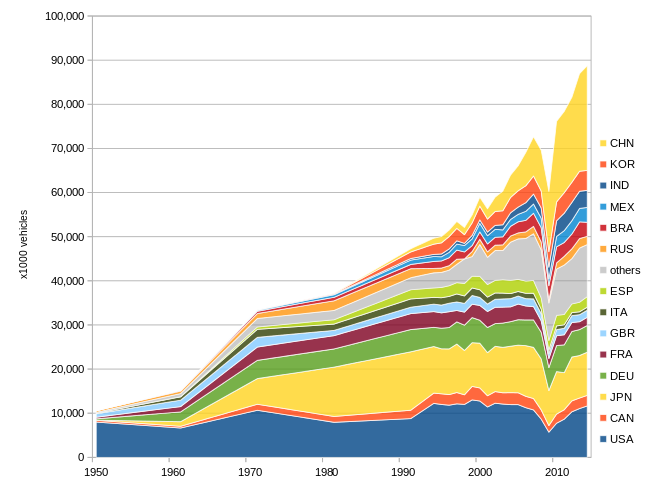 100,000
90,000
80,000
70,000
60,000
50,000
40,000
30,000
20,000
10,000
0
x1000 vehicles
1950 1960 1970 1980 1990 2000 2010
CHN
KOR
IND
MEX
BRA
RUS
others
ESP
ITA
GBR
FRA
DEU
JPN
CAN
USA